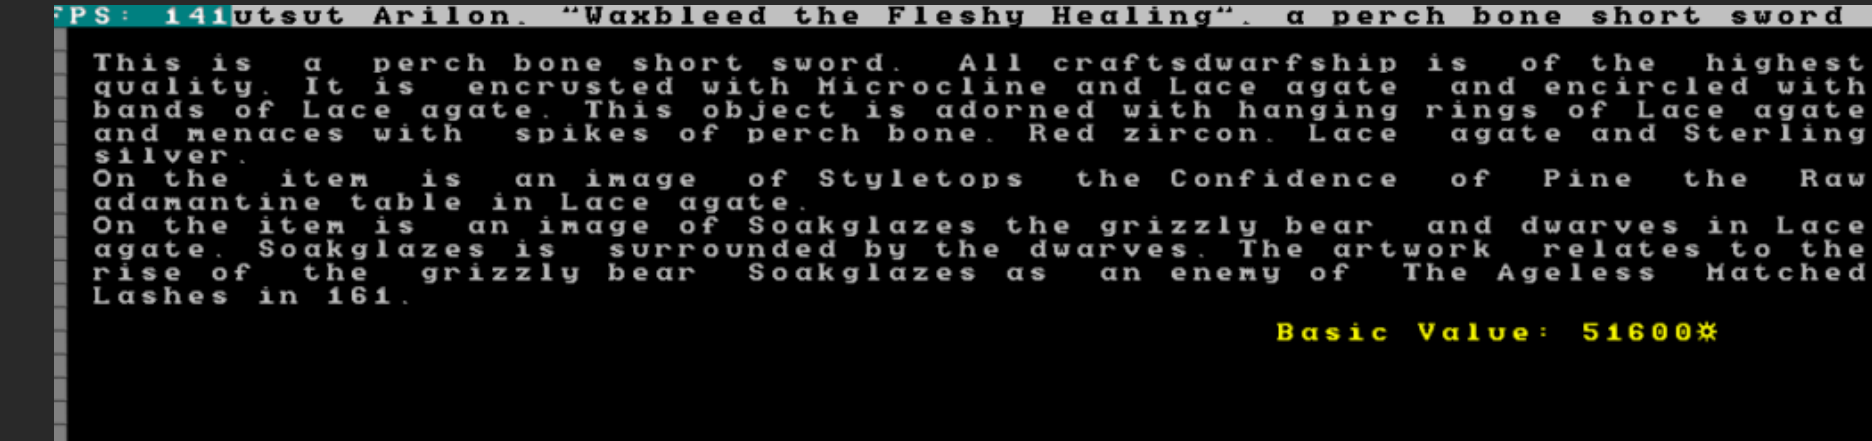 FPS: 141utsut Arilon, "Waxbleed the Fleshy Healing", a perch bone short sword
This is a perch bone short sword. All craftsdwarfship is of the highest
quality. It is encrusted with Microcline and Lace agate and encircled with
bands of Lace agate. This object is adorned with hanging rings of Lace agate
and menaces with spikes of perch bone, Red zircon, Lace agate and Sterling
silver.
On the item is an image of Styletops the Confidence of Pine the Raw
adamantine table in Lace agate.
On the item is an image of Soakglazes the grizzly bear and dwarves in Lace
agate. Soakglazes is surrounded by the dwarves. The artwork relates to the
rise of the grizzly bear Soakglazes as an enemy of The Ageless Matched
Lashes in 161.
Basic Value: 51600☼